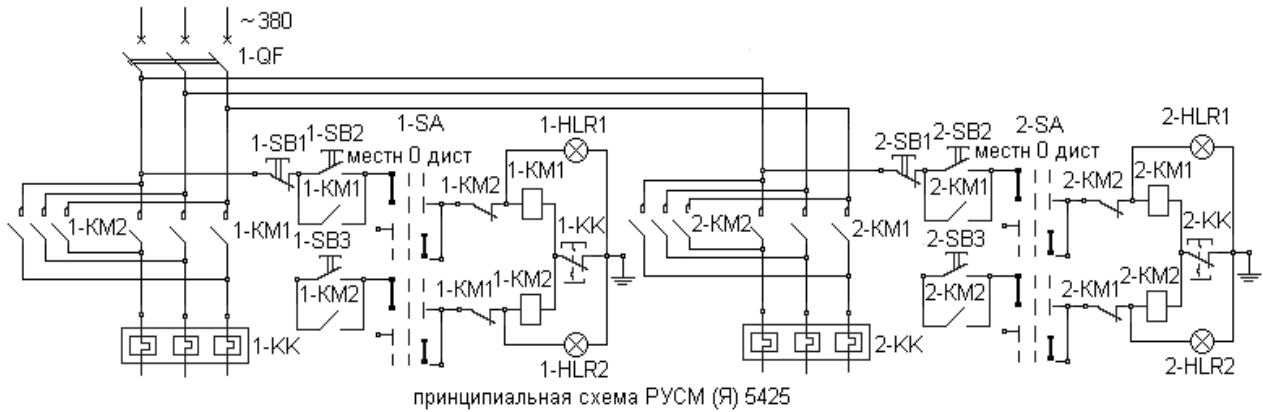 ~380
1-QF
1-SB1
1-SB2
1-SA
1-HLR1
местн 0 дист
1-KM1
1-KM2
1-KM1
1-KK
1-KM2
1-KM1
1-SB3
1-KM2
1-KM1
1-KM2
1-KK
1-HLR2
2-SB1
2-SB2
2-SA
2-HLR1
местн 0 дист
2-KM1
2-KM2
2-KM1
2-KK
2-KM2
2-KM1
2-SB3
2-KM2
2-KM1
2-KM2
2-KK
2-HLR2
принципиальная схема РУСМ (Я) 5425